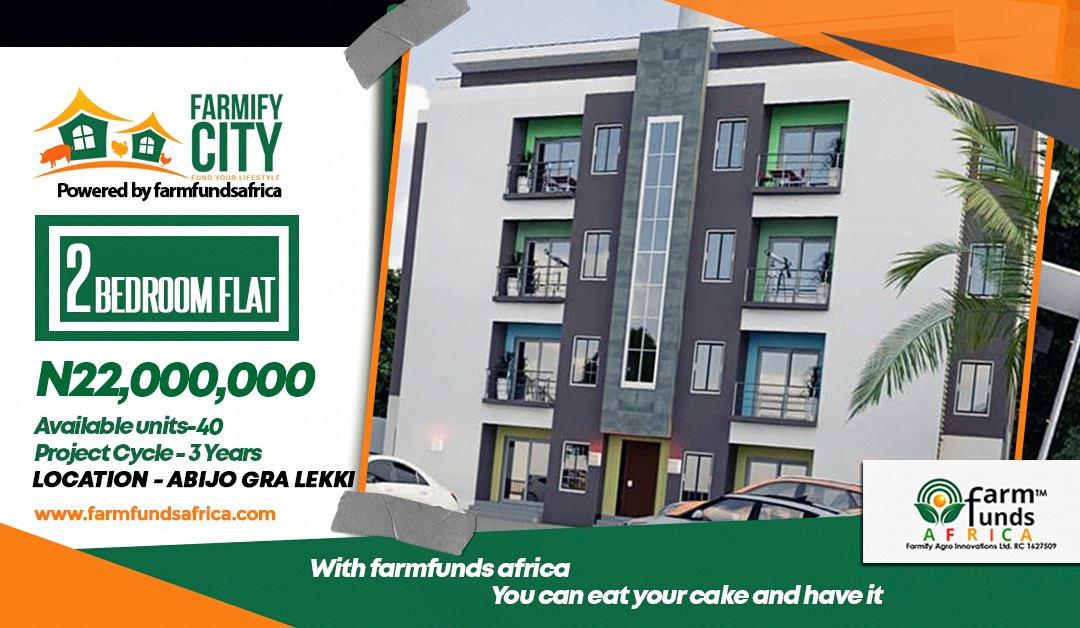 FARMIFY
CITY
FUND YOUR LIFESTYLE
Powered by farmfundsafrica
2 BEDROOM FLAT
N22,000,000
Available units-40
Project Cycle - 3 Years
LOCATION - ABIJO GRA LEKKI
www.farmfundsafrica.com
farm™
funds
AFRICA
Farmify Agro Innovations Ltd. RC 1627509
With farmfunds africa
You can eat your cake and have it